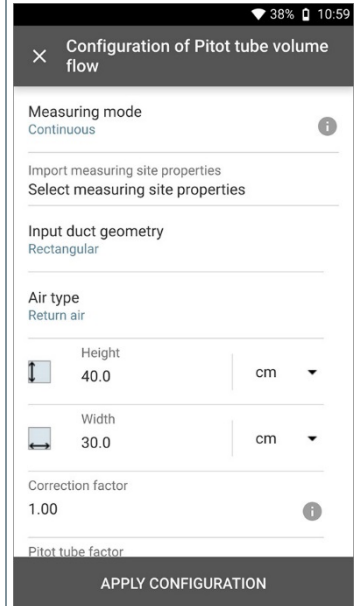 38% 10:59
Configuration of Pitot tube volume
flow
Measuring mode
Continuous
Import measuring site properties
Select measuring site properties
Input duct geometry
Rectangular
Air type
Return air
Height
40.0 cm
Width
30.0 cm
Correction factor
1.00
Pitot tube factor
APPLY CONFIGURATION